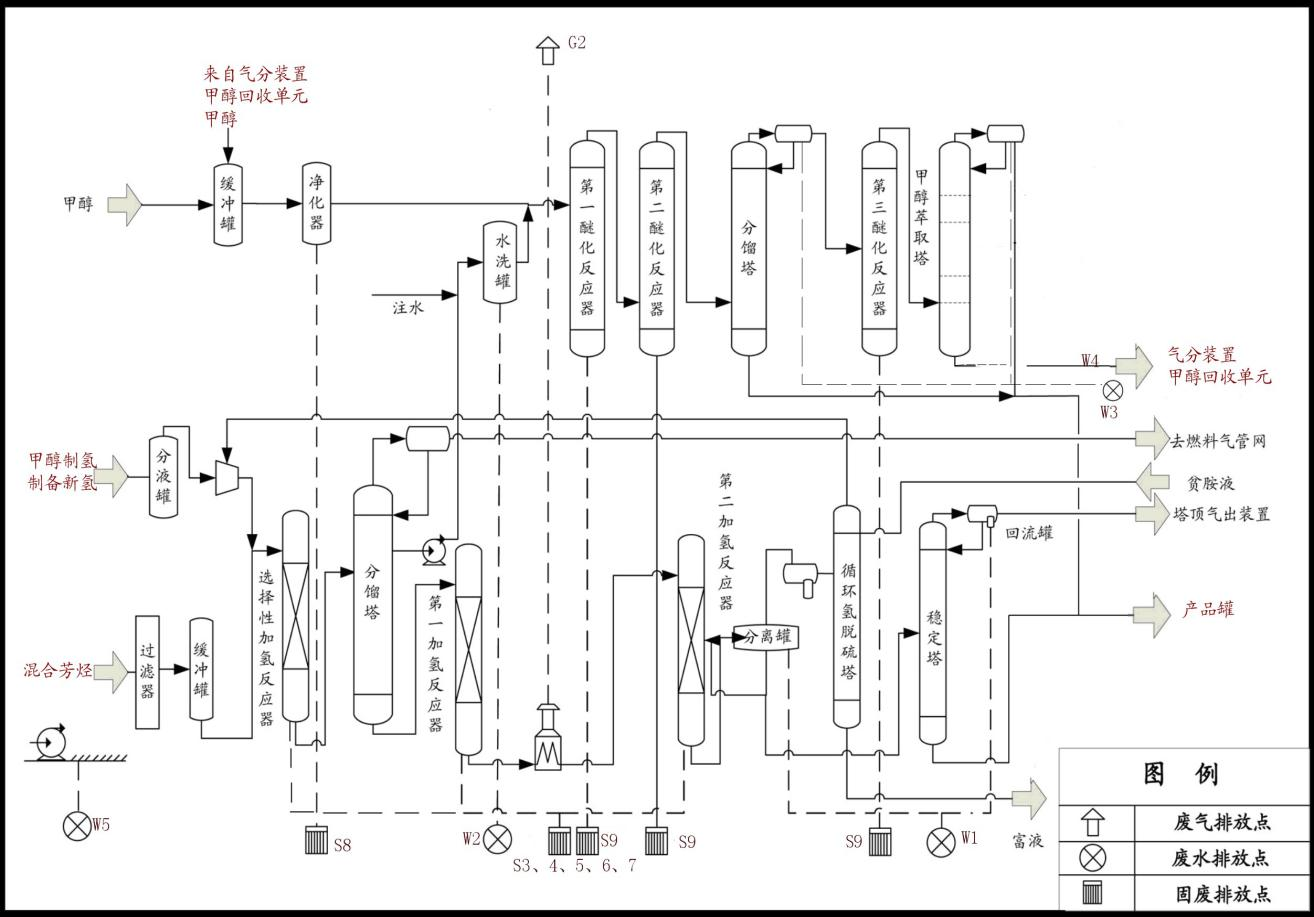 G2
来自气分装置
甲醇回收单元
甲醇
甲醇
缓冲罐
净化器
水洗罐
注水
第一醚化反应器
第二醚化反应器
分馏塔
第三醚化反应器
甲醇萃取塔
W4
气分装置
甲醇回收单元
W3
甲醇制氢
制备新氢
分液罐
去燃料气管网
贫胺液
塔顶气出装置
回流罐
选择性加氢反应器
分馏塔
第一加氢反应器
第二加氢反应器
分离罐
循环氢脱硫塔
稳定塔
产品罐
混合芳烃
过滤器
缓冲罐
W5
S8
W2
S3、4、5、6、7
S9
S9
S9
W1
富液
图 例
废气排放点
废水排放点
固废排放点